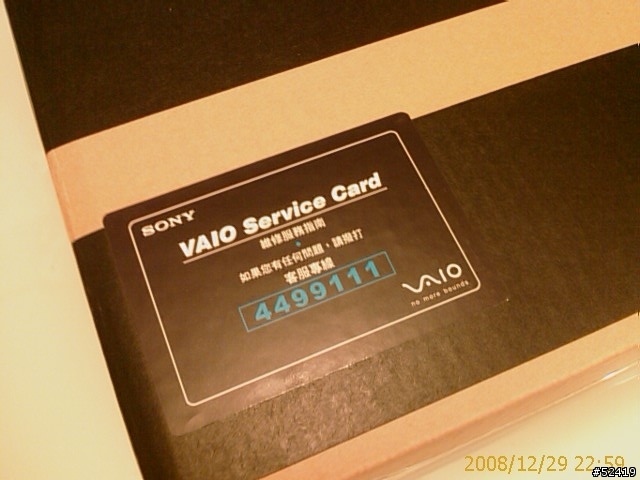 SONY
VAIO Service Card
維修服務指南
如果您有任何問題，請撥打
客服專線
4499111
VAIO
no more bounds
2008/12/29 22:59
#52419